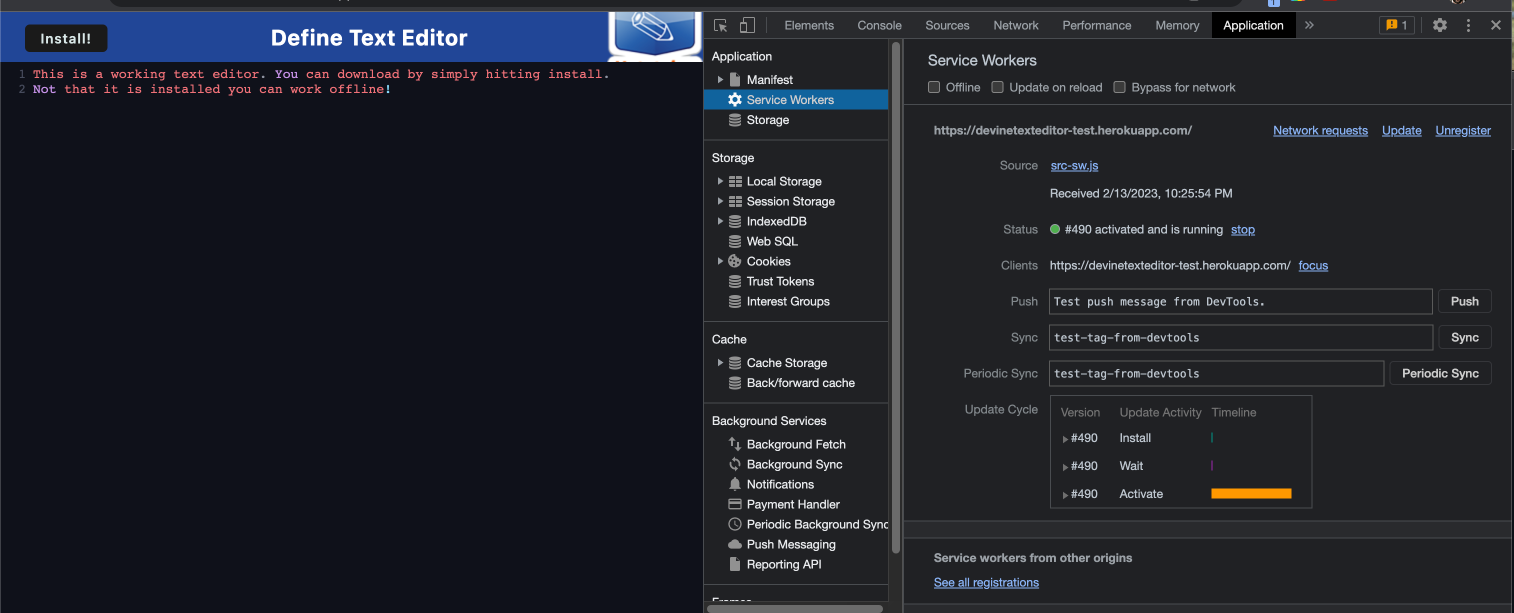 Install!
Define Text Editor
1 This is a working text editor. You can download by simply hitting install.
2 Not that it is installed you can work offline!
Elements Console Sources Network Performance Memory Application » 1
Application
Manifest
Service Workers
Storage
Storage
Local Storage
Session Storage
IndexedDB
Web SQL
Cookies
Trust Tokens
Interest Groups
Cache
Cache Storage
Back/forward cache
Background Services
Background Fetch
Background Sync
Notifications
Payment Handler
Periodic Background Sync
Push Messaging
Reporting API
Frames
Service Workers
Offline Update on reload Bypass for network
https://devinetexteditor-test.herokuapp.com/ Network requests Update Unregister
Source src-sw.js
Received 2/13/2023, 10:25:54 PM
Status #490 activated and is running stop
Clients https://devinetexteditor-test.herokuapp.com/ focus
Push Test push message from DevTools. Push
Sync test-tag-from-devtools Sync
Periodic Sync test-tag-from-devtools Periodic Sync
Update Cycle Version Update Activity Timeline
#490 Install
#490 Wait
#490 Activate
Service workers from other origins
See all registrations